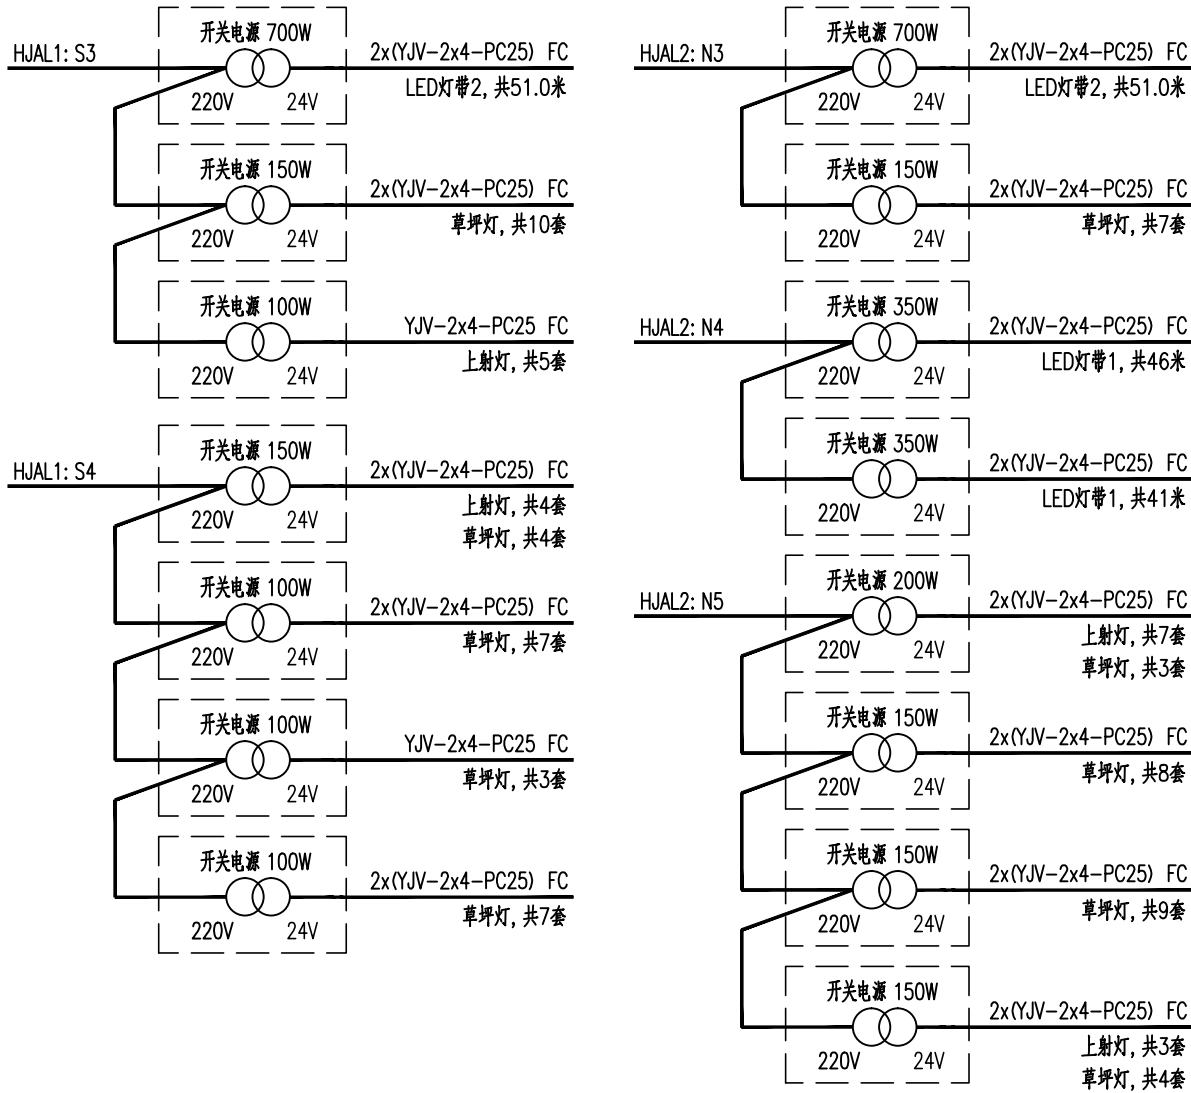 HJAL1: S3
开关电源 700W
220V 24V
2x(YJV-2x4-PC25) FC
LED灯带2, 共51.0米
开关电源 150W
220V 24V
2x(YJV-2x4-PC25) FC
草坪灯, 共10套
开关电源 100W
220V 24V
YJV-2x4-PC25 FC
上射灯, 共5套
HJAL1: S4
开关电源 150W
220V 24V
2x(YJV-2x4-PC25) FC
上射灯, 共4套
草坪灯, 共4套
开关电源 100W
220V 24V
2x(YJV-2x4-PC25) FC
草坪灯, 共7套
开关电源 100W
220V 24V
YJV-2x4-PC25 FC
草坪灯, 共3套
开关电源 100W
220V 24V
2x(YJV-2x4-PC25) FC
草坪灯, 共7套
HJAL2: N3
开关电源 700W
220V 24V
2x(YJV-2x4-PC25) FC
LED灯带2, 共51.0米
开关电源 150W
220V 24V
2x(YJV-2x4-PC25) FC
草坪灯, 共7套
HJAL2: N4
开关电源 350W
220V 24V
2x(YJV-2x4-PC25) FC
LED灯带1, 共46米
开关电源 350W
220V 24V
2x(YJV-2x4-PC25) FC
LED灯带1, 共41米
HJAL2: N5
开关电源 200W
220V 24V
2x(YJV-2x4-PC25) FC
上射灯, 共7套
草坪灯, 共3套
开关电源 150W
220V 24V
2x(YJV-2x4-PC25) FC
草坪灯, 共8套
开关电源 150W
220V 24V
2x(YJV-2x4-PC25) FC
草坪灯, 共9套
开关电源 150W
220V 24V
2x(YJV-2x4-PC25) FC
上射灯, 共3套
草坪灯, 共4套